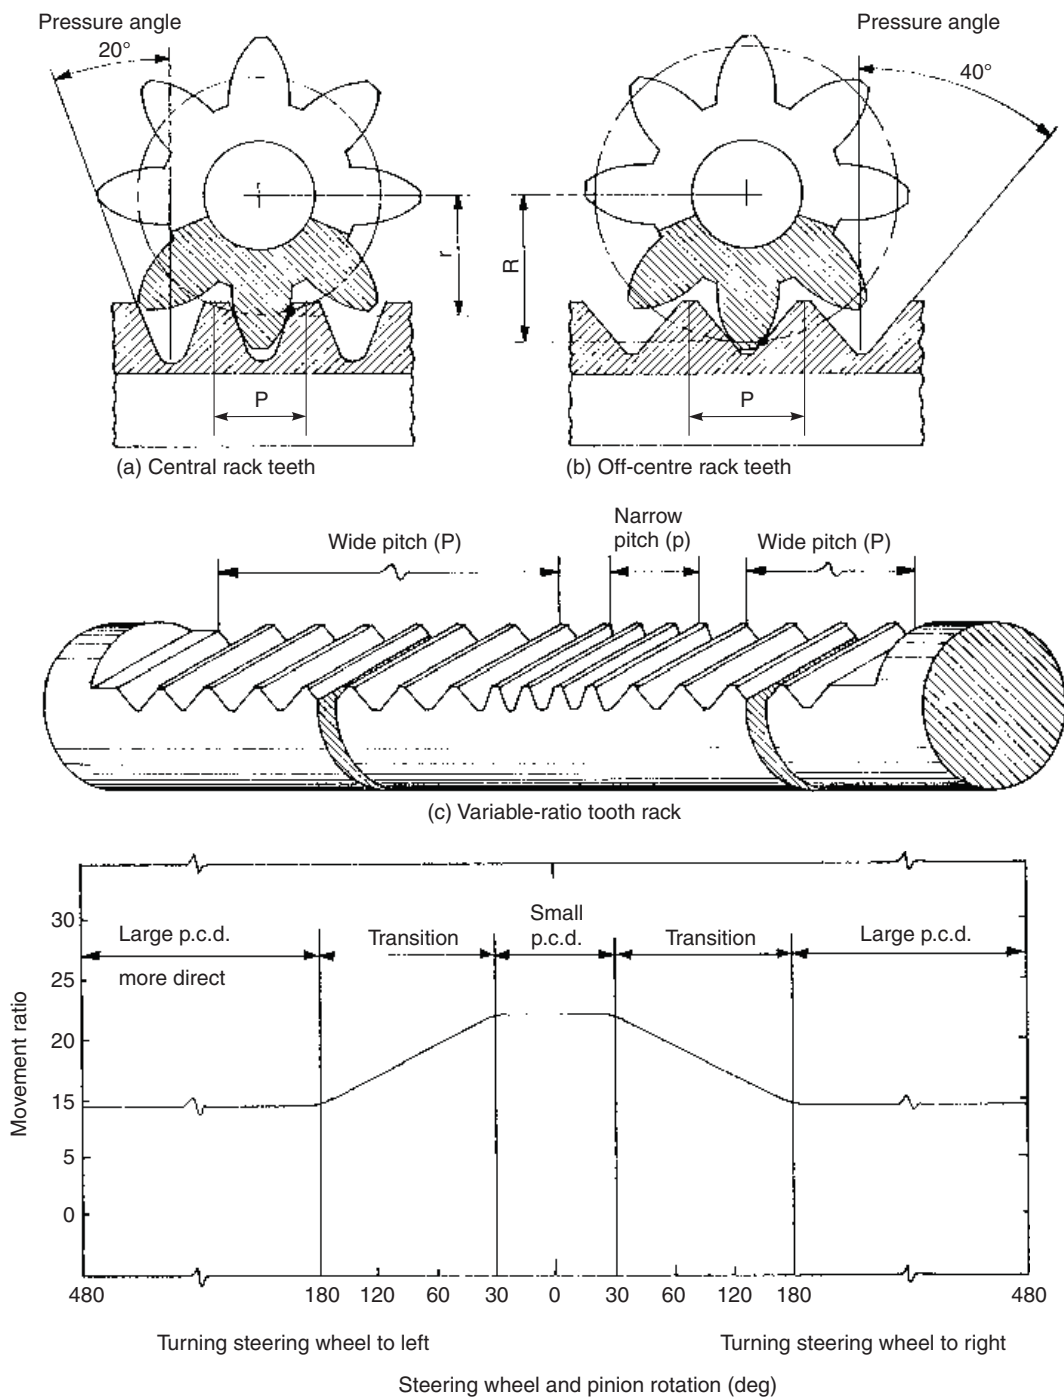 Pressure angle
20°
r
P
(a) Central rack teeth
Pressure angle
40°
R
P
(b) Off-centre rack teeth
Wide pitch (P)
Narrow
pitch (p)
Wide pitch (P)
(c) Variable-ratio tooth rack
Movement ratio
30
25
20
15
5
0
Large p.c.d.
more direct
Transition
Small
p.c.d.
Transition
Large p.c.d.
480 180 120 60 30 0 30 60 120 180 480
Turning steering wheel to left
Turning steering wheel to right
Steering wheel and pinion rotation (deg)